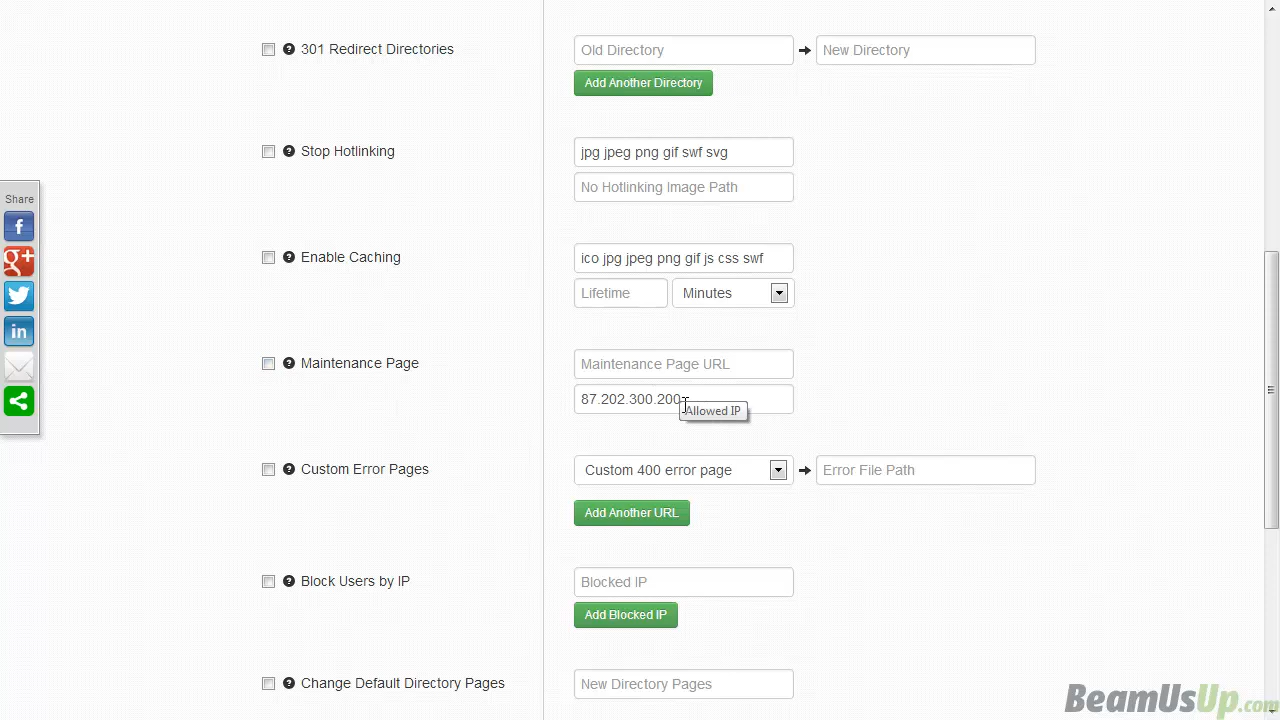 301 Redirect Directories
Old Directory
New Directory
Add Another Directory
Stop Hotlinking
jpg jpeg png gif swf svg
No Hotlinking Image Path
Share
f
g+
in
Enable Caching
ico jpg jpeg png gif js css swf
Lifetime
Minutes
Maintenance Page
Maintenance Page URL
87.202.300.200
Allowed IP
Custom Error Pages
Custom 400 error page
Error File Path
Add Another URL
Block Users by IP
Blocked IP
Add Blocked IP
Change Default Directory Pages
New Directory Pages
BeamUsUp.com